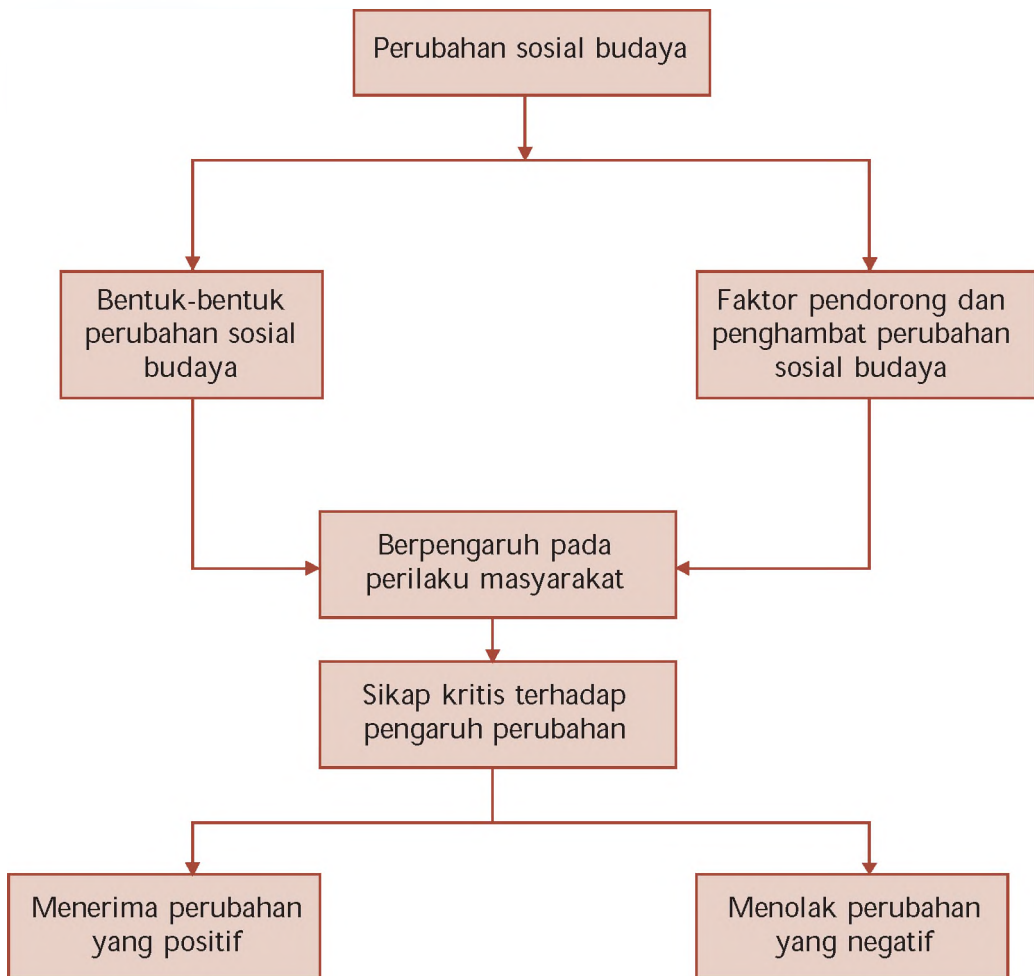 Perubahan sosial budaya
Bentuk-bentuk
perubahan sosial
budaya
Faktor pendorong dan
penghambat perubahan
sosial budaya
Berpengaruh pada
perilaku masyarakat
Sikap kritis terhadap
pengaruh perubahan
Menerima perubahan
yang positif
Menolak perubahan
yang negatif